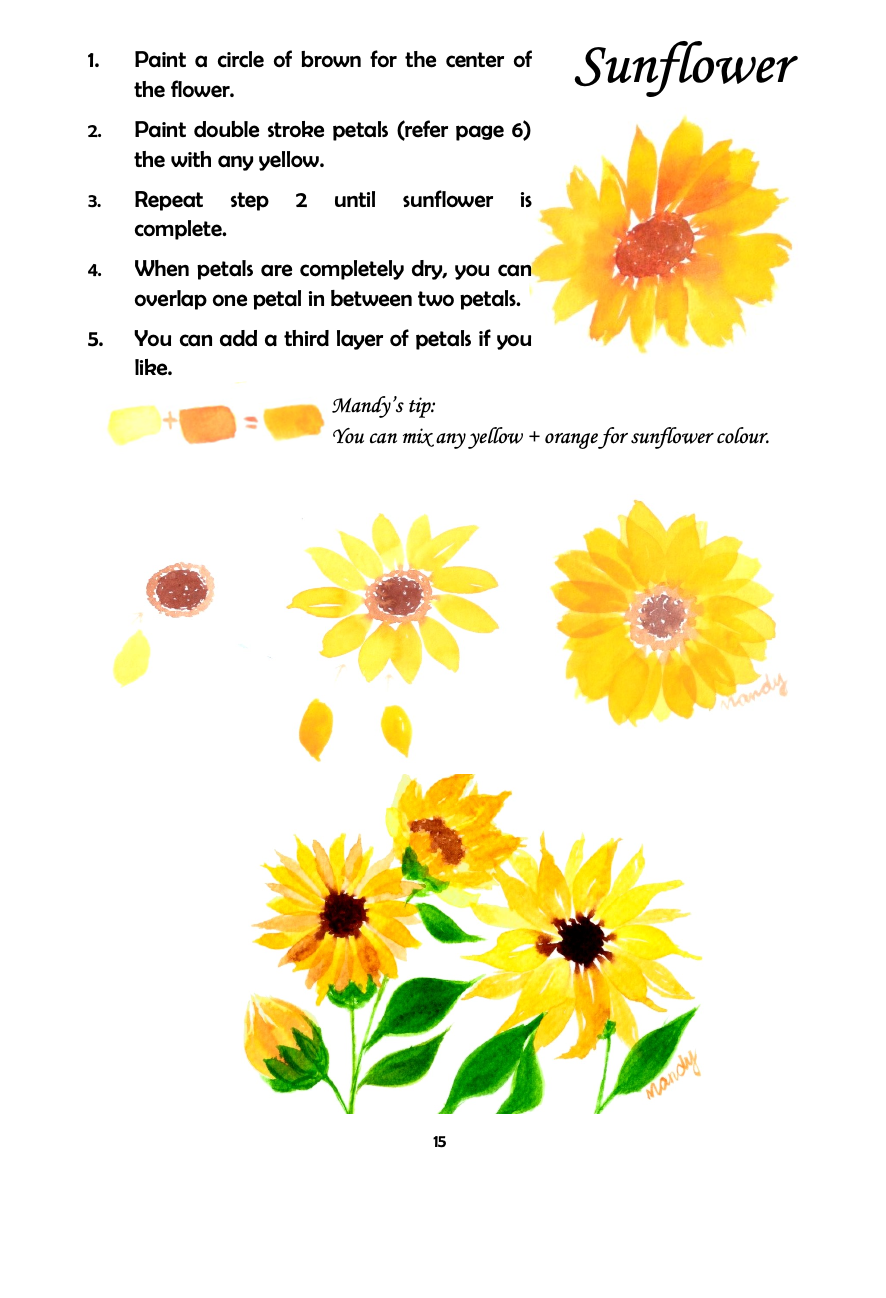 Sunflower
1. Paint a circle of brown for the center of
the flower.
2. Paint double stroke petals (refer page 6)
the with any yellow.
3. Repeat step 2 until sunflower is
complete.
4. When petals are completely dry, you can
overlap one petal in between two petals.
5. You can add a third layer of petals if you
like.
+ =
Mandy's tip:
You can mix any yellow + orange for sunflower colour.
Mandy
Mandy
15